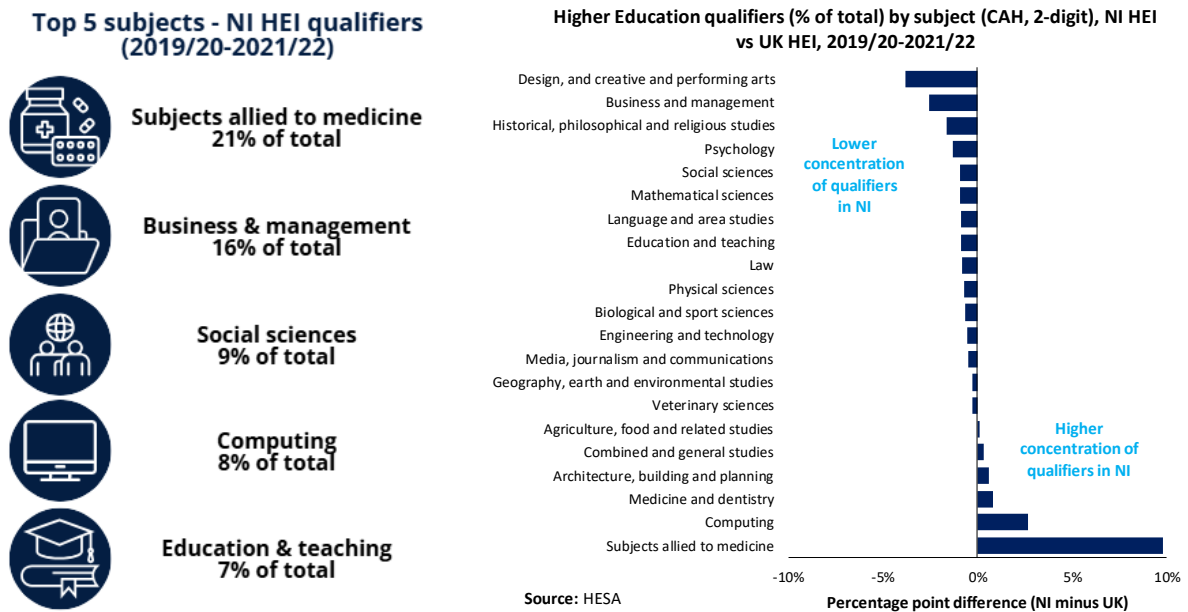 Top 5 subjects - NI HEI qualifiers
(2019/20-2021/22)
Subjects allied to medicine
21% of total
Business & management
16% of total
Social sciences
9% of total
Computing
8% of total
Education & teaching
7% of total
Higher Education qualifiers (% of total) by subject (CAH, 2-digit), NI HEI
vs UK HEI, 2019/20-2021/22
Design, and creative and performing arts
Business and management
Historical, philosophical and religious studies
Psychology
Social sciences
Mathematical sciences
Language and area studies
Education and teaching
Law
Physical sciences
Biological and sport sciences
Engineering and technology
Media, journalism and communications
Geography, earth and environmental studies
Veterinary sciences
Agriculture, food and related studies
Combined and general studies
Architecture, building and planning
Medicine and dentistry
Computing
Subjects allied to medicine
Lower
concentration
of qualifiers
in NI
Higher
concentration of
qualifiers in NI
-10%
-5%
0%
5%
10%
Percentage point difference (NI minus UK)
Source: HESA